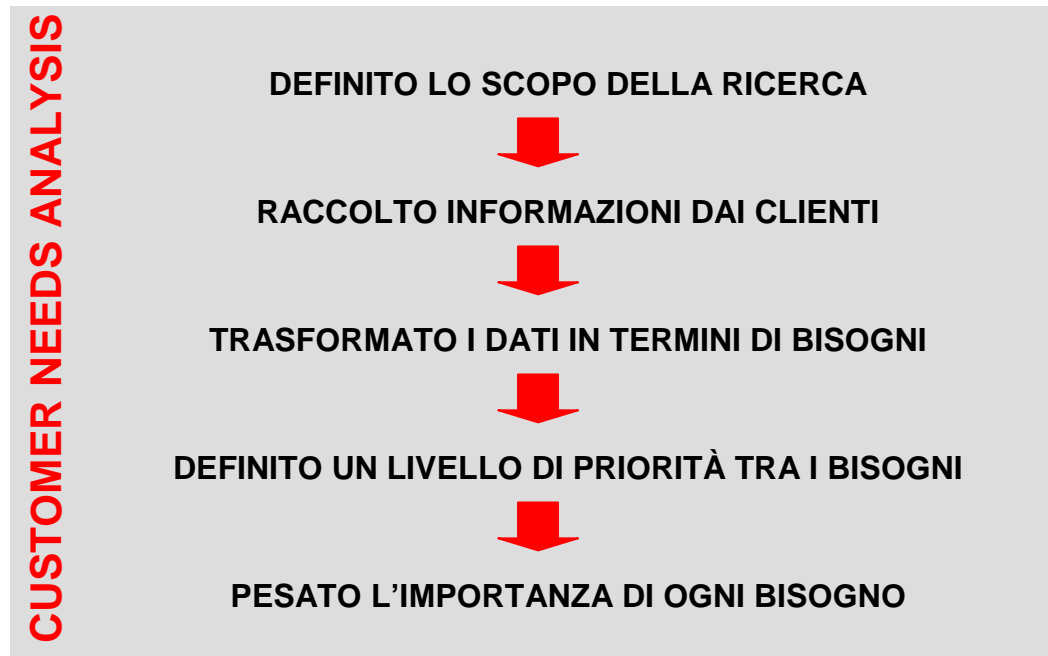 CUSTOMER NEEDS ANALYSIS
DEFINITO LO SCOPO DELLA RICERCA
RACCOLTO INFORMAZIONI DAI CLIENTI
TRASFORMATO I DATI IN TERMINI DI BISOGNI
DEFINITO UN LIVELLO DI PRIORITÀ TRA I BISOGNI
PESATO L’IMPORTANZA DI OGNI BISOGNO